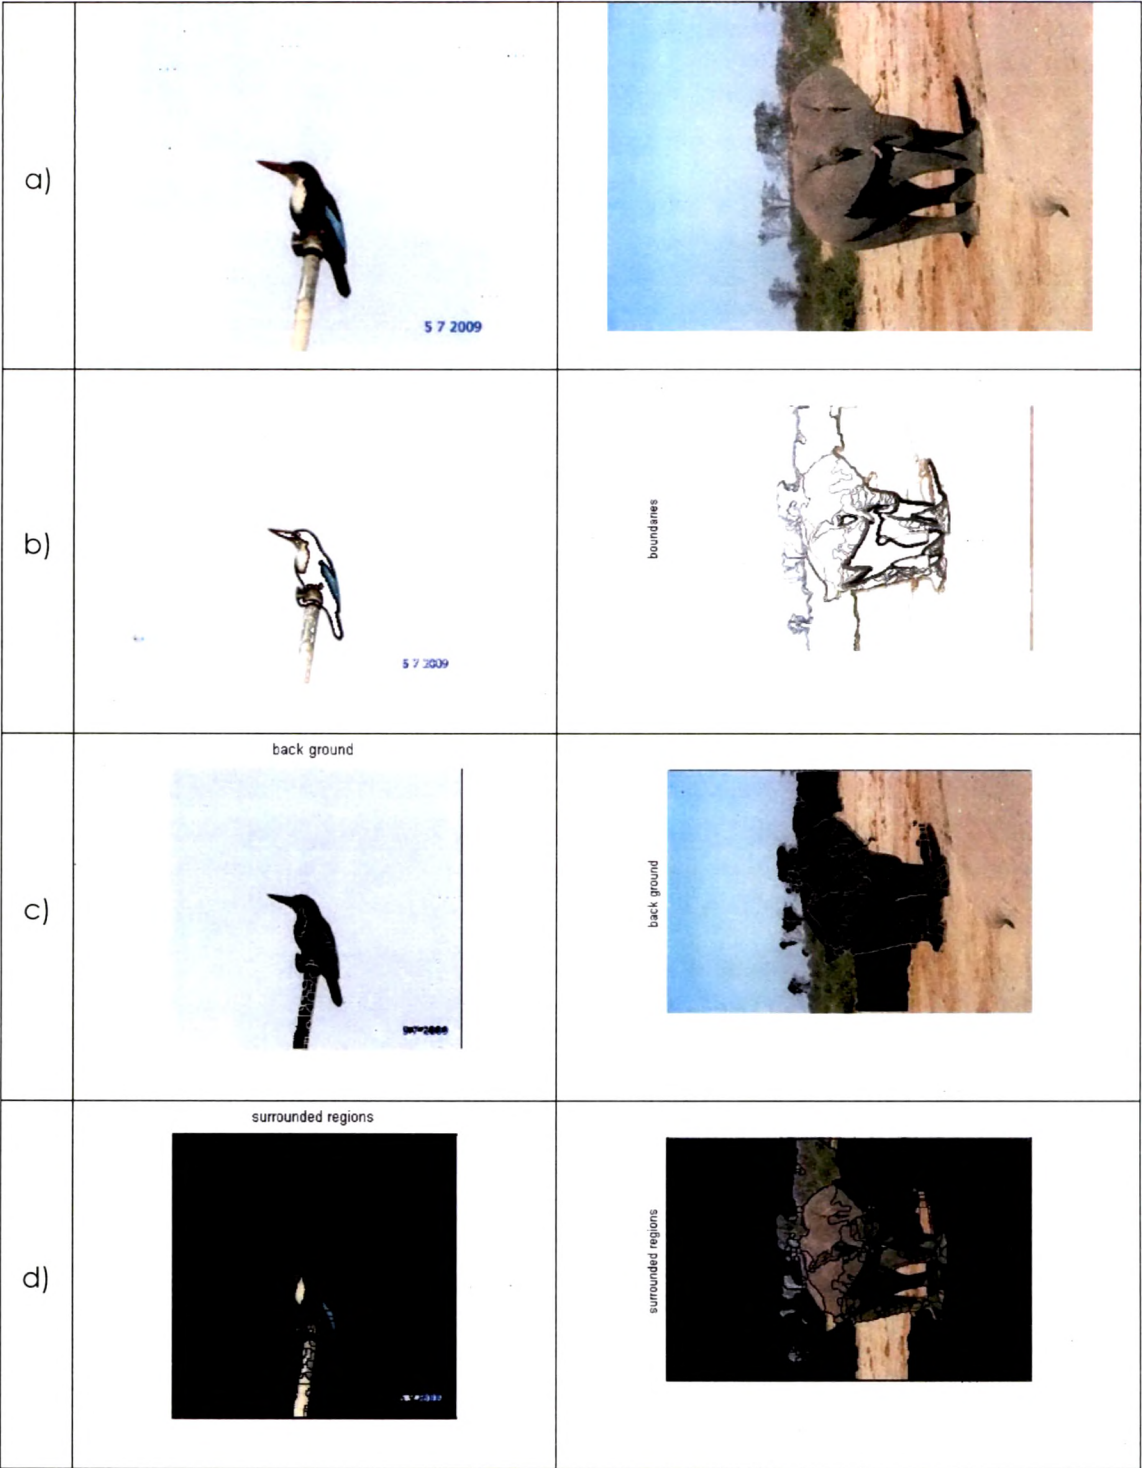 a)
5 7 2009
b)
boundaries
5 7 2009
back ground
c)
back ground
surrounded regions
d)
surrounded regions